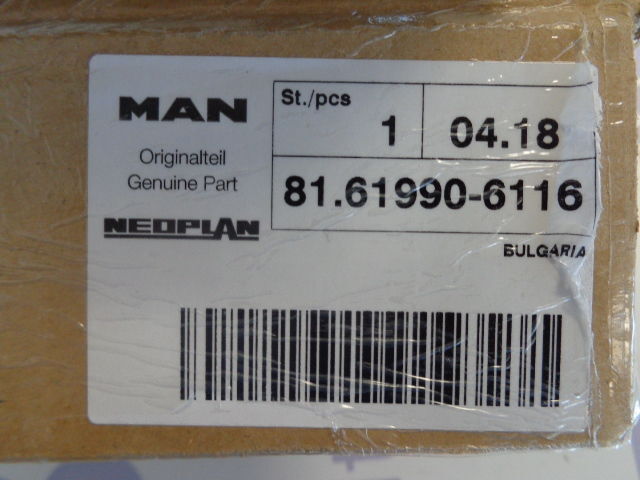 MAN
Originalteil
Genuine Part
NEOPLAN
St./pcs
1
04.18
81.61990-6116
BULGARIA